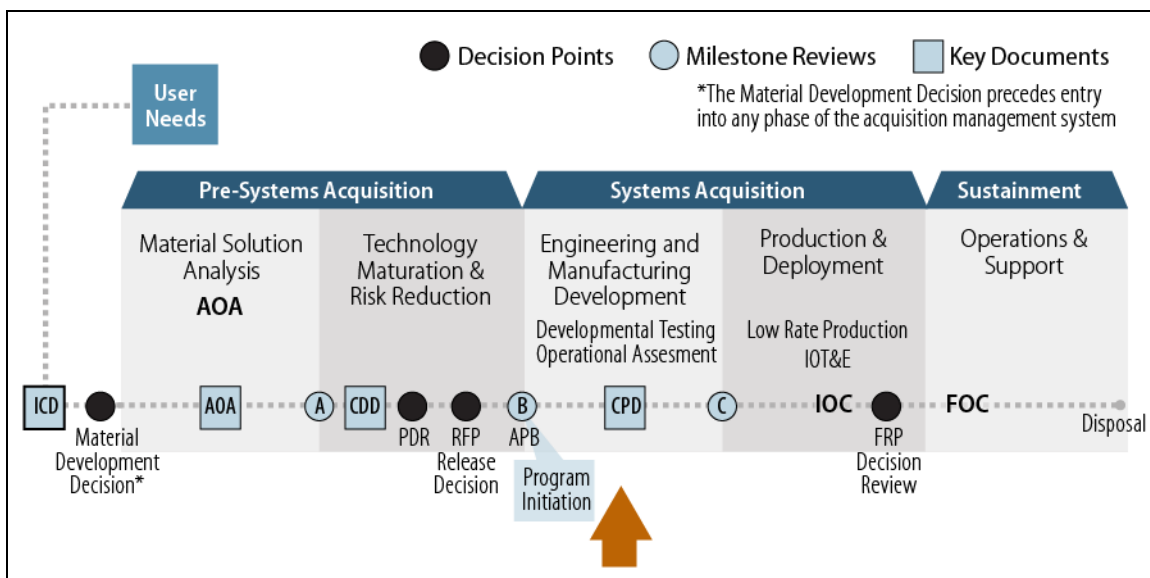 Decision Points
Milestone Reviews
Key Documents
*The Material Development Decision precedes entry
into any phase of the acquisition management system
User
Needs
Pre-Systems Acquisition
Systems Acquisition
Sustainment
Material Solution
Analysis
AOA
Technology
Maturation &
Risk Reduction
Engineering and
Manufacturing
Development
Developmental Testing
Operational Assesment
Production &
Deployment
Low Rate Production
IOT&E
Operations &
Support
ICD
AOA
A
CDD
B
CPD
C
IOC
FOC
Material
Development
Decision*
PDR
RFP
Release
Decision
APB
Program
Initiation
FRP
Decision
Review
Disposal